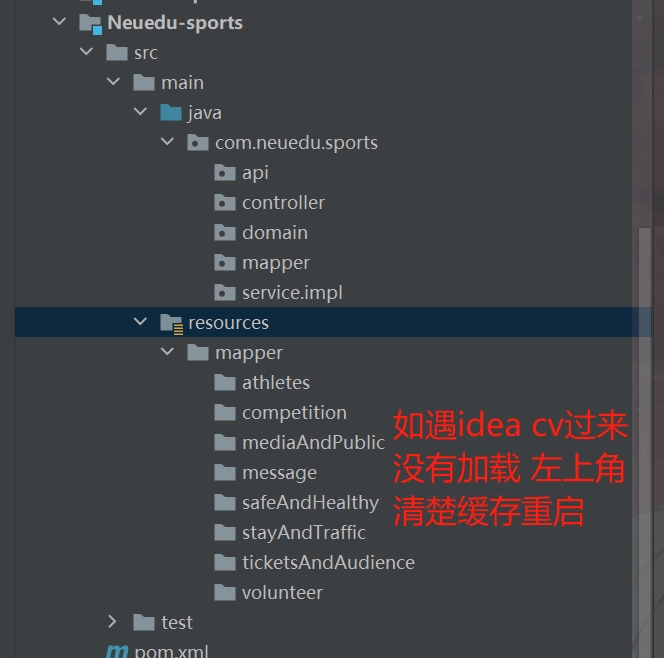 Neuedu-sports
src
main
java
com.neuedu.sports
api
controller
domain
mapper
service.impl
resources
mapper
athletes
competition
mediaAndPublic
message
safeAndHealthy
stayAndTraffic
ticketsAndAudience
volunteer
test
pom.xml
如遇idea cv过来
没有加载 左上角
清楚缓存重启